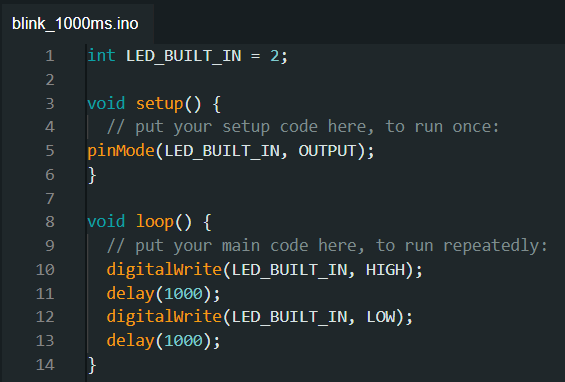 blink_1000ms.ino
1 int LED_BUILT_IN = 2;
2
3 void setup() {
4   // put your setup code here, to run once:
5 pinMode(LED_BUILT_IN, OUTPUT);
6 }
7
8 void loop() {
9   // put your main code here, to run repeatedly:
10   digitalWrite(LED_BUILT_IN, HIGH);
11   delay(1000);
12   digitalWrite(LED_BUILT_IN, LOW);
13   delay(1000);
14 }